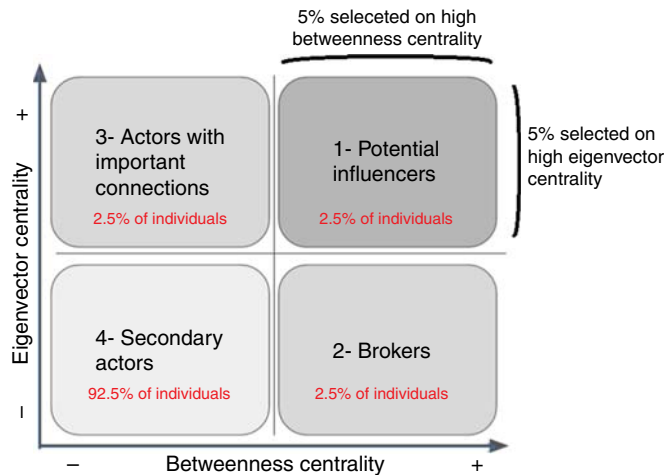 5% seleceted on high
betweenness centrality
+
Eigenvector centrality
–
3- Actors with
important
connections
2.5% of individuals
1- Potential
influencers
2.5% of individuals
5% selected on
high eigenvector
centrality
4- Secondary
actors
92.5% of individuals
2- Brokers
2.5% of individuals
–
Betweenness centrality
+